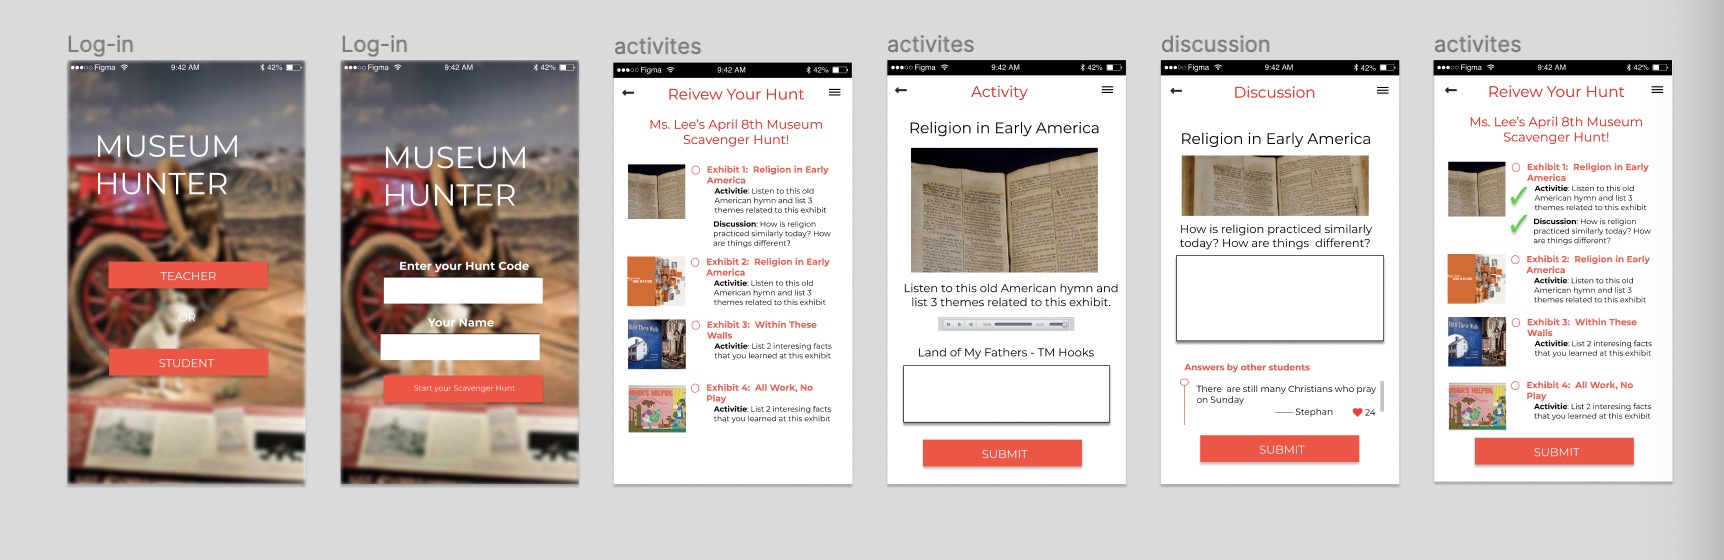 Log-in
●●●○○ Figma 9:42 AM 42%
MUSEUM
HUNTER
TEACHER
OR
STUDENT
Log-in
●●●○○ Figma 9:42 AM 42%
MUSEUM
HUNTER
Enter your Hunt Code
Your Name
Start your Scavenger Hunt
activites
●●●○○ Figma 9:42 AM 42%
Reivew Your Hunt
Ms. Lee's April 8th Museum
Scavenger Hunt!
Exhibit 1: Religion in Early
America
Activitie: Listen to this old
American hymn and list 3
themes related to this exhibit
Discussion: How is religion
practiced similarly today? How
are things different?
Exhibit 2: Religion in Early
America
Activitie: Listen to this old
American hymn and list 3
themes related to this exhibit
Exhibit 3: Within These
Walls
Activitie: List 2 interesing facts
that you learned at this exhibit
Exhibit 4: All Work, No
Play
Activitie: List 2 interesing facts
that you learned at this exhibit
activites
●●●○○ Figma 9:42 AM 42%
Activity
Religion in Early America
Listen to this old American hymn and
list 3 themes related to this exhibit.
Land of My Fathers - TM Hooks
SUBMIT
discussion
●●●○○ Figma 9:42 AM 42%
Discussion
Religion in Early America
How is religion practiced similarly
today? How are things different?
Answers by other students
There are still many Christians who pray
on Sunday
—— Stephan 24
SUBMIT
activites
●●●○○ Figma 9:42 AM 42%
Reivew Your Hunt
Ms. Lee's April 8th Museum
Scavenger Hunt!
Exhibit 1: Religion in Early
America
Activitie: Listen to this old
American hymn and list 3
themes related to this exhibit
Discussion: How is religion
practiced similarly today? How
are things different?
Exhibit 2: Religion in Early
America
Activitie: Listen to this old
American hymn and list 3
themes related to this exhibit
Exhibit 3: Within These
Walls
Activitie: List 2 interesing facts
that you learned at this exhibit
Exhibit 4: All Work, No
Play
Activitie: List 2 interesing facts
that you learned at this exhibit
SUBMIT